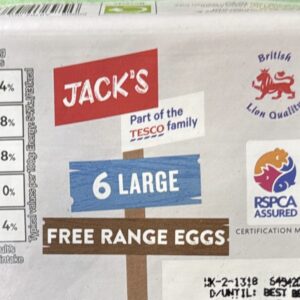 4%
8%
8%
0%
4%
JACK'S
Part of the
TESCO family
6 LARGE
FREE RANGE EGGS
British
Lion Quality
RSPCA
ASSURED
CERTIFICATION M
D/UNTIL: BEST BE